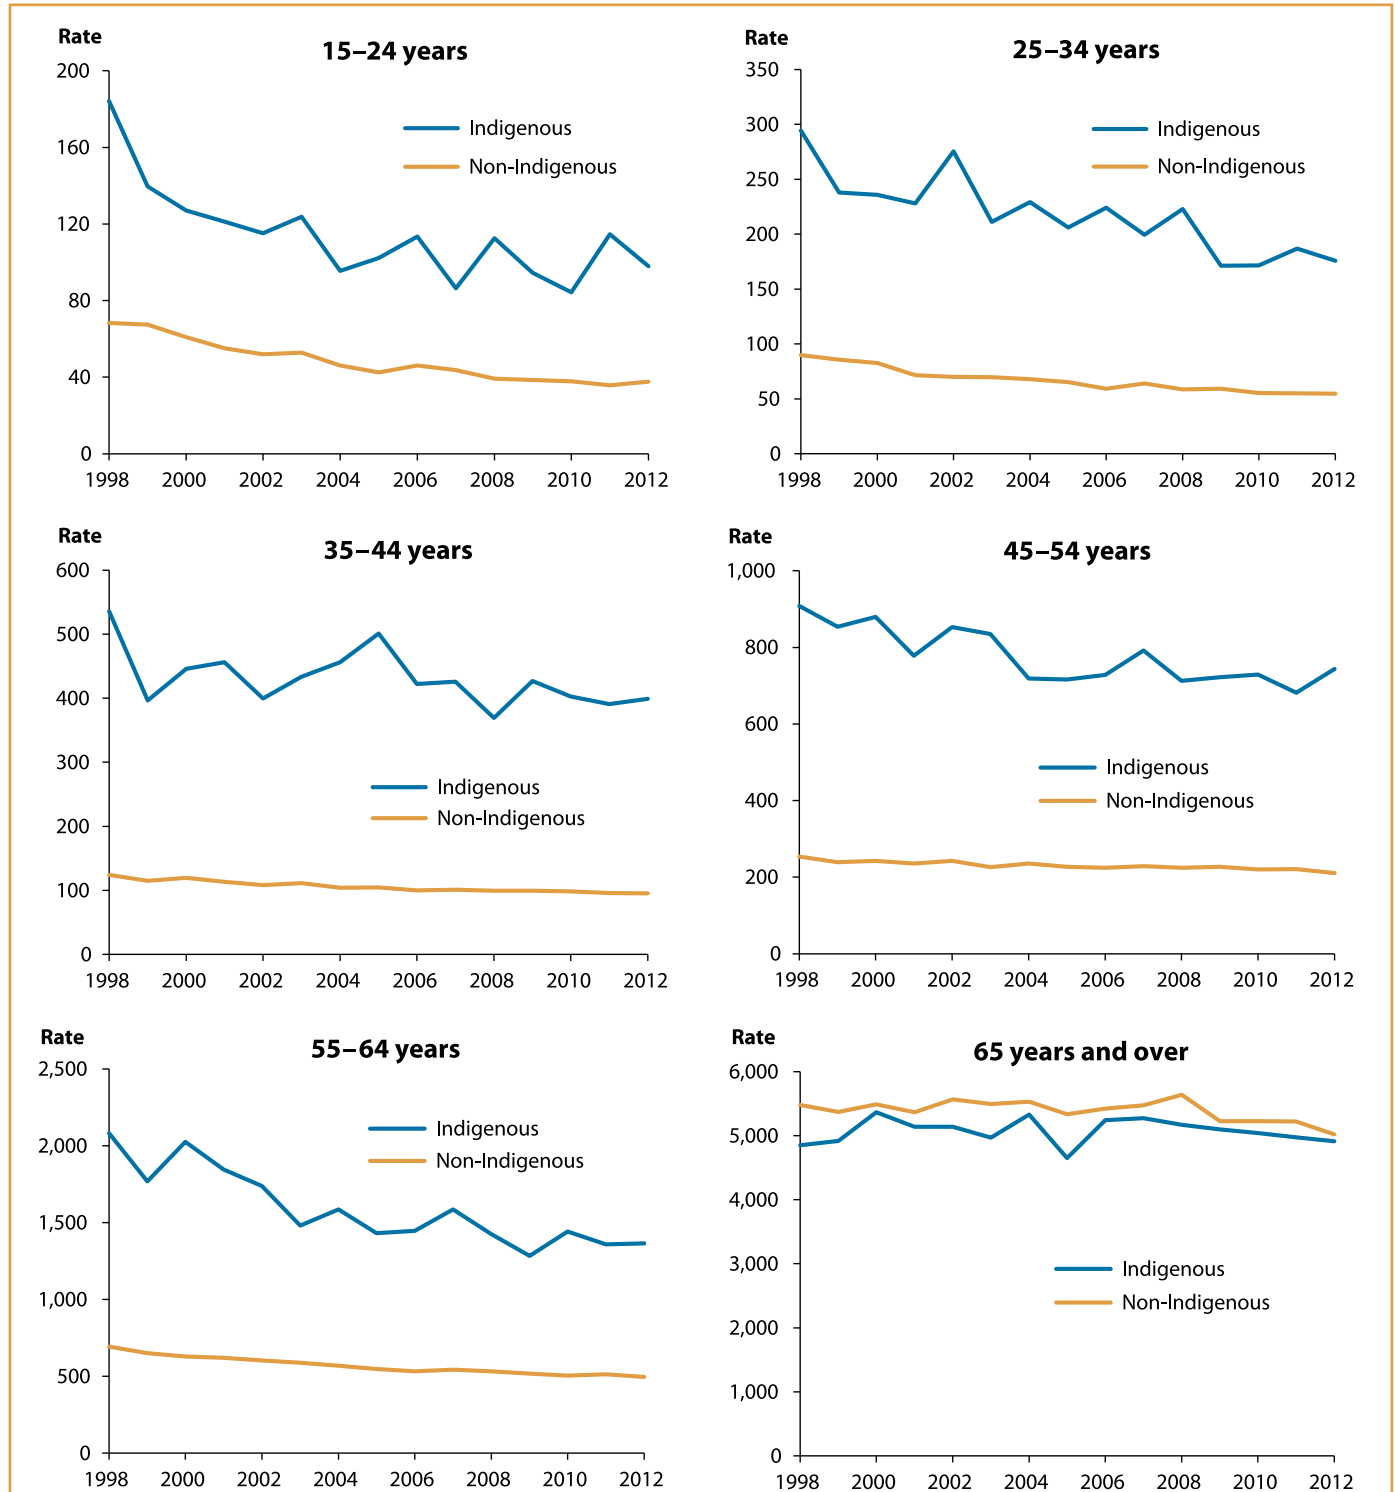 Rate
15–24 years
200
160
120
80
40
0
Indigenous
Non-Indigenous
1998 2000 2002 2004 2006 2008 2010 2012
Rate
25–34 years
350
300
250
200
150
100
50
0
Indigenous
Non-Indigenous
1998 2000 2002 2004 2006 2008 2010 2012
Rate
35–44 years
600
500
400
300
200
100
0
Indigenous
Non-Indigenous
1998 2000 2002 2004 2006 2008 2010 2012
Rate
45–54 years
1,000
800
600
400
200
0
Indigenous
Non-Indigenous
1998 2000 2002 2004 2006 2008 2010 2012
Rate
55–64 years
2,500
2,000
1,500
1,000
500
0
Indigenous
Non-Indigenous
1998 2000 2002 2004 2006 2008 2010 2012
Rate
65 years and over
6,000
5,000
4,000
3,000
2,000
1,000
0
Indigenous
Non-Indigenous
1998 2000 2002 2004 2006 2008 2010 2012